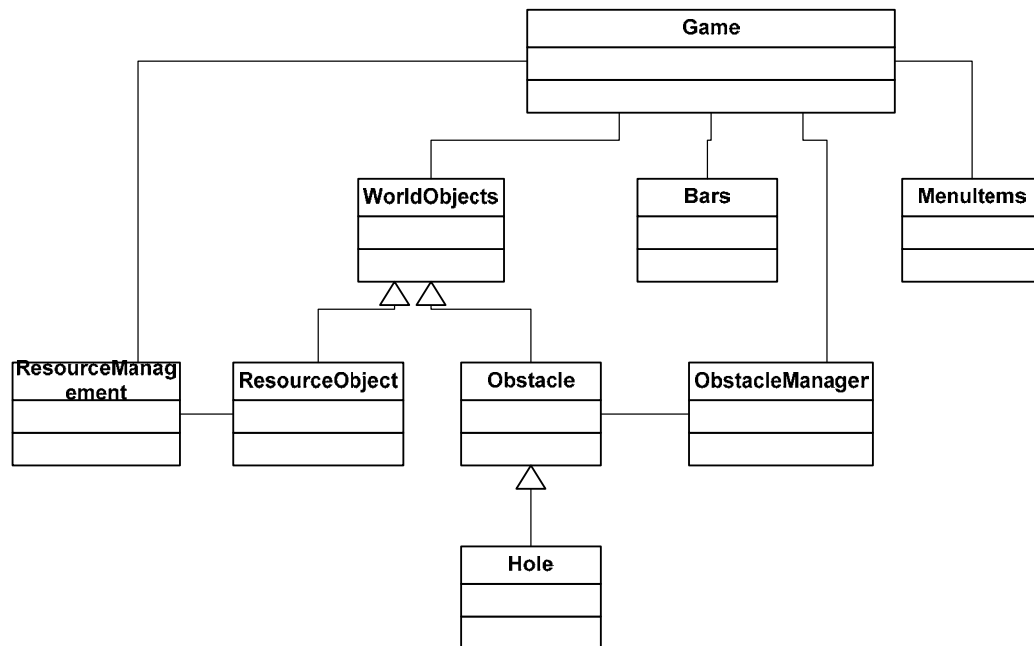 Game
WorldObjects
Bars
MenuItems
ResourceManag
ement
ResourceObject
Obstacle
ObstacleManager
Hole